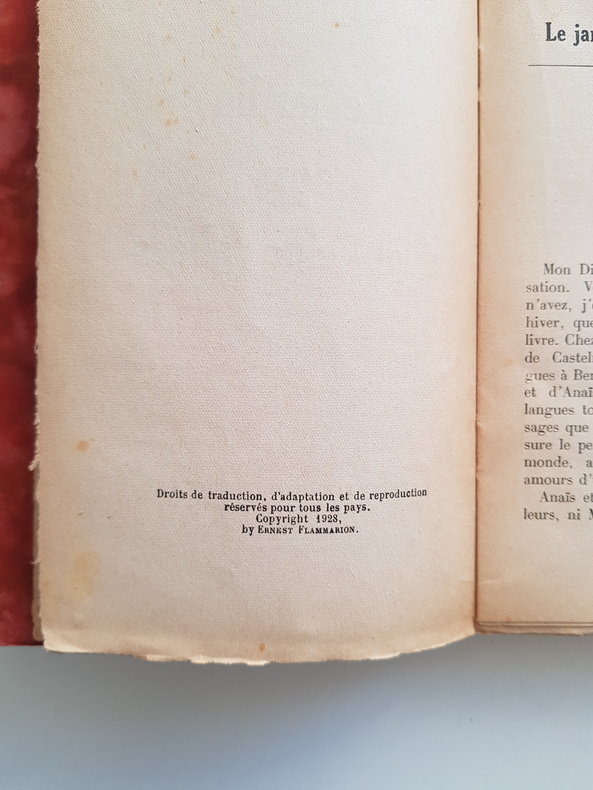 Droits de traduction, d'adaptation et de reproduction
réservés pour tous les pays.
Copyright 1928,
by ERNEST FLAMMARION.
Le jar
Mon Di
sation. V
n'avez, j'
hiver, que
livre. Chez
de Castel
gues à Ber
et d'Anaï
langues to
sages que
sure le pe
monde, a
amours d'
Anaïs et
leurs, ni M